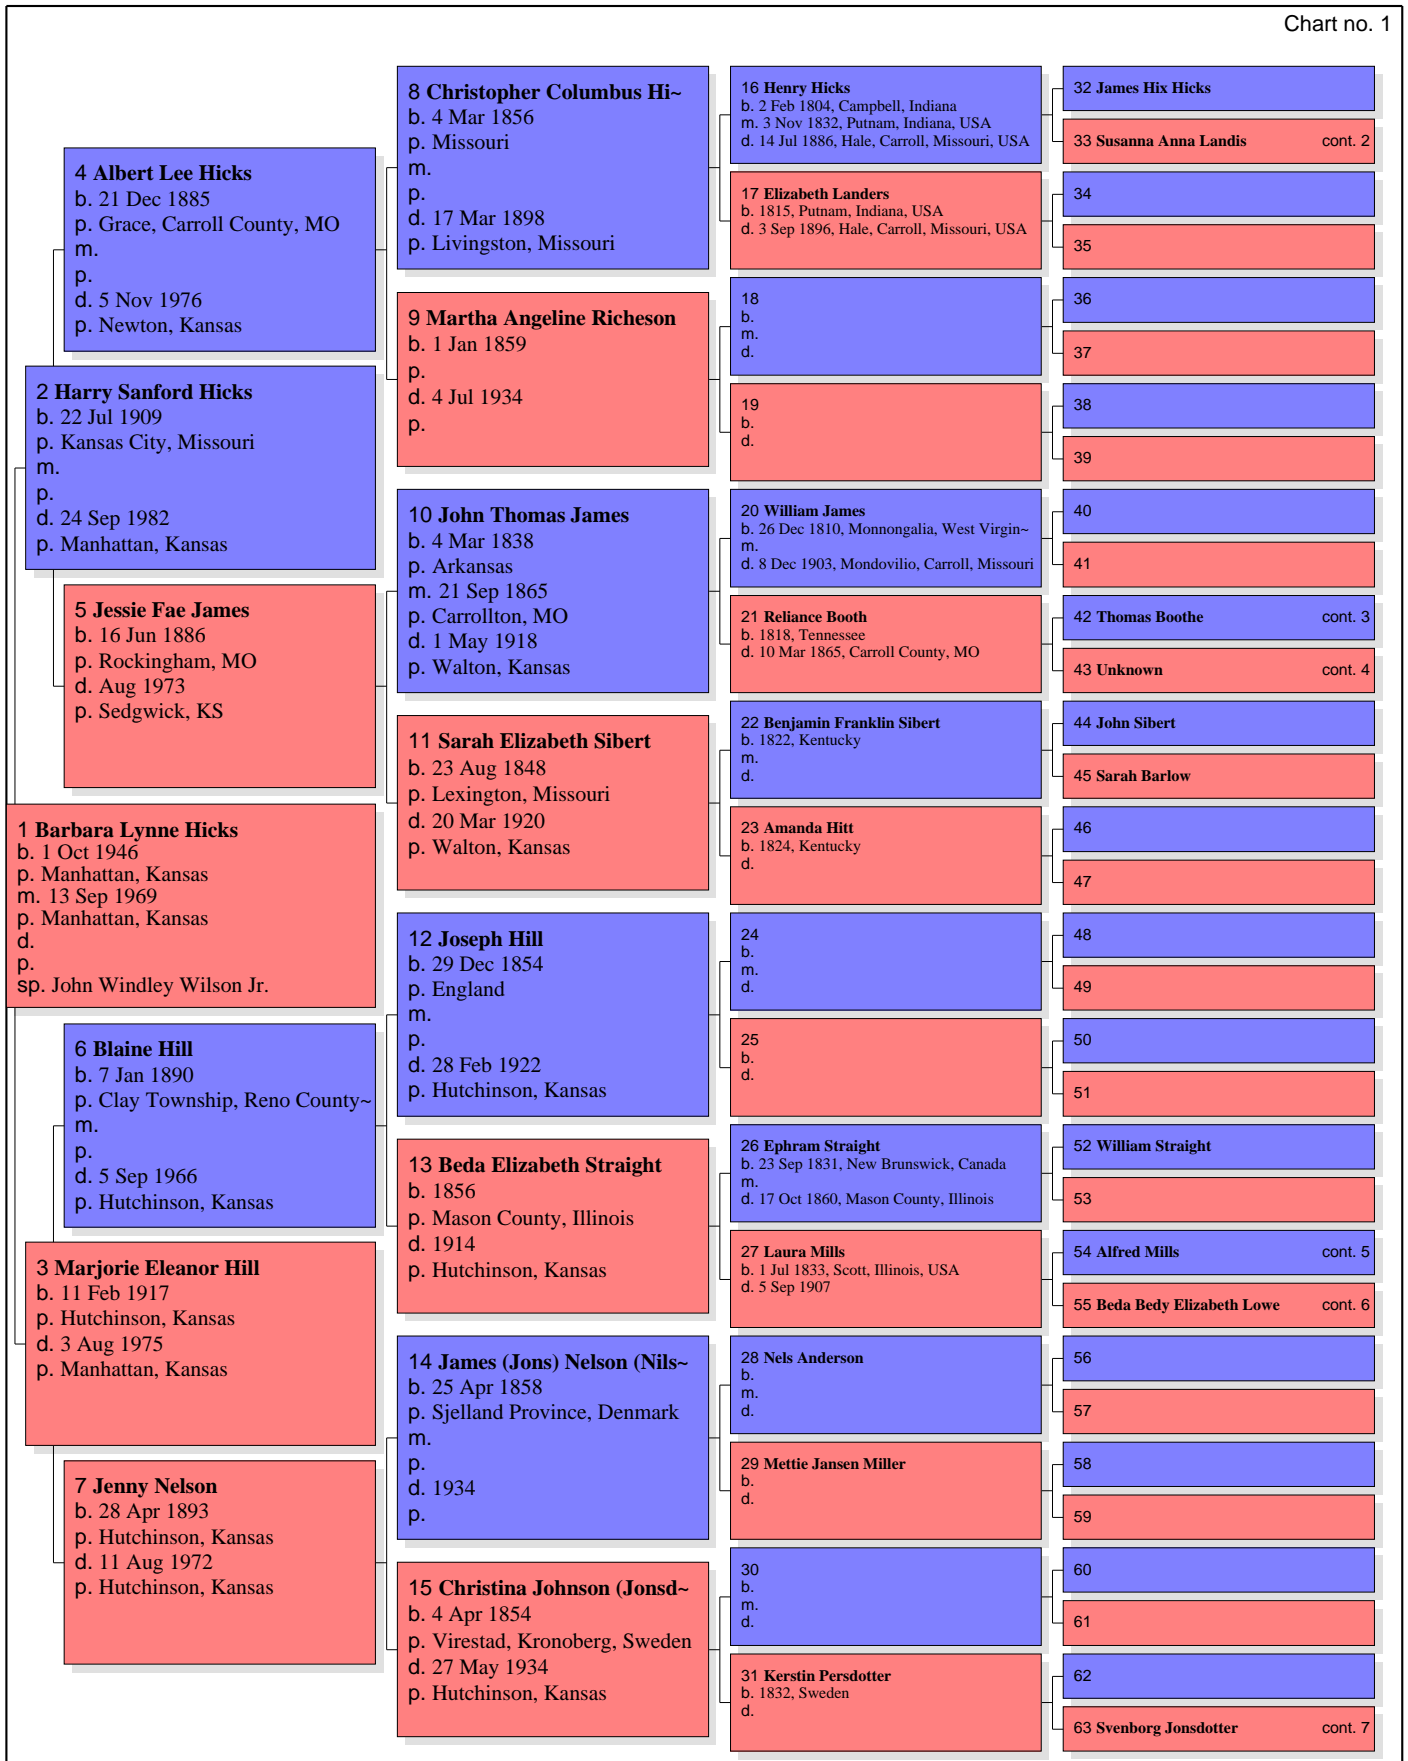 Chart no. 1
8 Christopher Columbus Hi~
b. 4 Mar 1856
p. Missouri
m.
p.
d. 17 Mar 1898
p. Livingston, Missouri
16 Henry Hicks
b. 2 Feb 1804, Campbell, Indiana
m. 3 Nov 1832, Putnam, Indiana, USA
d. 14 Jul 1886, Hale, Carroll, Missouri, USA
32 James Hix Hicks
33 Susanna Anna Landis cont. 2
4 Albert Lee Hicks
b. 21 Dec 1885
p. Grace, Carroll County, MO
m.
p.
d. 5 Nov 1976
p. Newton, Kansas
17 Elizabeth Landers
b. 1815, Putnam, Indiana, USA
d. 3 Sep 1896, Hale, Carroll, Missouri, USA
34
35
9 Martha Angeline Richeson
b. 1 Jan 1859
p.
d. 4 Jul 1934
p.
18
b.
m.
d.
36
37
2 Harry Sanford Hicks
b. 22 Jul 1909
p. Kansas City, Missouri
m.
p.
d. 24 Sep 1982
p. Manhattan, Kansas
19
b.
d.
38
39
10 John Thomas James
b. 4 Mar 1838
p. Arkansas
m. 21 Sep 1865
p. Carrollton, MO
d. 1 May 1918
p. Walton, Kansas
20 William James
b. 26 Dec 1810, Monnongalia, West Virgin~
m.
d. 8 Dec 1903, Mondovilio, Carroll, Missouri
40
41
5 Jessie Fae James
b. 16 Jun 1886
p. Rockingham, MO
d. Aug 1973
p. Sedgwick, KS
21 Reliance Booth
b. 1818, Tennessee
d. 10 Mar 1865, Carroll County, MO
42 Thomas Boothe cont. 3
43 Unknown cont. 4
11 Sarah Elizabeth Sibert
b. 23 Aug 1848
p. Lexington, Missouri
d. 20 Mar 1920
p. Walton, Kansas
22 Benjamin Franklin Sibert
b. 1822, Kentucky
m.
d.
44 John Sibert
45 Sarah Barlow
1 Barbara Lynne Hicks
b. 1 Oct 1946
p. Manhattan, Kansas
m. 13 Sep 1969
p. Manhattan, Kansas
d.
p.
sp. John Windley Wilson Jr.
23 Amanda Hitt
b. 1824, Kentucky
d.
46
47
12 Joseph Hill
b. 29 Dec 1854
p. England
m.
p.
d. 28 Feb 1922
p. Hutchinson, Kansas
24
b.
m.
d.
48
49
6 Blaine Hill
b. 7 Jan 1890
p. Clay Township, Reno County~
m.
p.
d. 5 Sep 1966
p. Hutchinson, Kansas
25
b.
d.
50
51
13 Beda Elizabeth Straight
b. 1856
p. Mason County, Illinois
d. 1914
p. Hutchinson, Kansas
26 Ephram Straight
b. 23 Sep 1831, New Brunswick, Canada
m.
d. 17 Oct 1860, Mason County, Illinois
52 William Straight
53
3 Marjorie Eleanor Hill
b. 11 Feb 1917
p. Hutchinson, Kansas
d. 3 Aug 1975
p. Manhattan, Kansas
27 Laura Mills
b. 1 Jul 1833, Scott, Illinois, USA
d. 5 Sep 1907
54 Alfred Mills cont. 5
55 Beda Bedy Elizabeth Lowe cont. 6
14 James (Jons) Nelson (Nils~
b. 25 Apr 1858
p. Sjelland Province, Denmark
m.
p.
d. 1934
p.
28 Nels Anderson
b.
m.
d.
56
57
7 Jenny Nelson
b. 28 Apr 1893
p. Hutchinson, Kansas
d. 11 Aug 1972
p. Hutchinson, Kansas
29 Mettie Jansen Miller
b.
d.
58
59
15 Christina Johnson (Jonsd~
b. 4 Apr 1854
p. Virestad, Kronoberg, Sweden
d. 27 May 1934
p. Hutchinson, Kansas
30
b.
m.
d.
60
61
31 Kerstin Persdotter
b. 1832, Sweden
d.
62
63 Svenborg Jonsdotter cont. 7